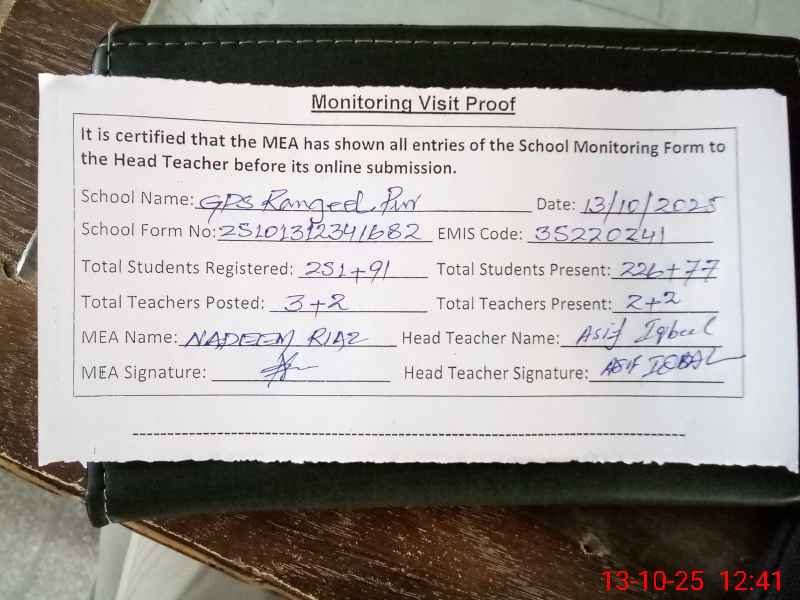 Monitoring Visit Proof
It is certified that the MEA has shown all entries of the School Monitoring Form to
the Head Teacher before its online submission.
School Name: GPS Rangeel Pur Date: 13/10/2025
School Form No: 25101312341682 EMIS Code: 35220241
Total Students Registered: 251+91 Total Students Present: 226+77
Total Teachers Posted: 3+2 Total Teachers Present: 2+2
MEA Name: NADEEM RIAZ Head Teacher Name: Asif Iqbal
MEA Signature: Head Teacher Signature: ASIF IQBAL
13-10-25 12:41